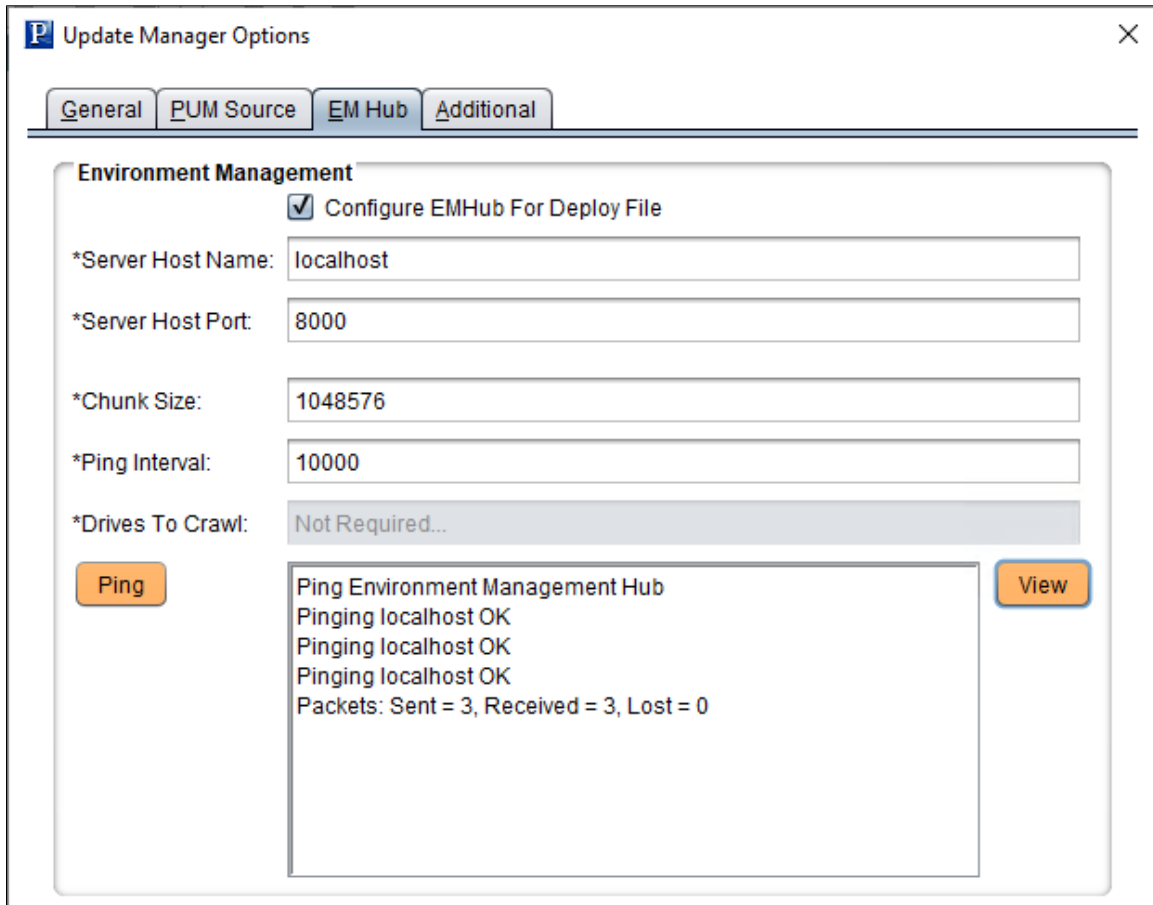 P Update Manager Options
General PUM Source EM Hub Additional
Environment Management
Configure EMHub For Deploy File
*Server Host Name: localhost
*Server Host Port: 8000
*Chunk Size: 1048576
*Ping Interval: 10000
*Drives To Crawl: Not Required...
Ping
Ping Environment Management Hub
Pinging localhost OK
Pinging localhost OK
Pinging localhost OK
Packets: Sent = 3, Received = 3, Lost = 0
View